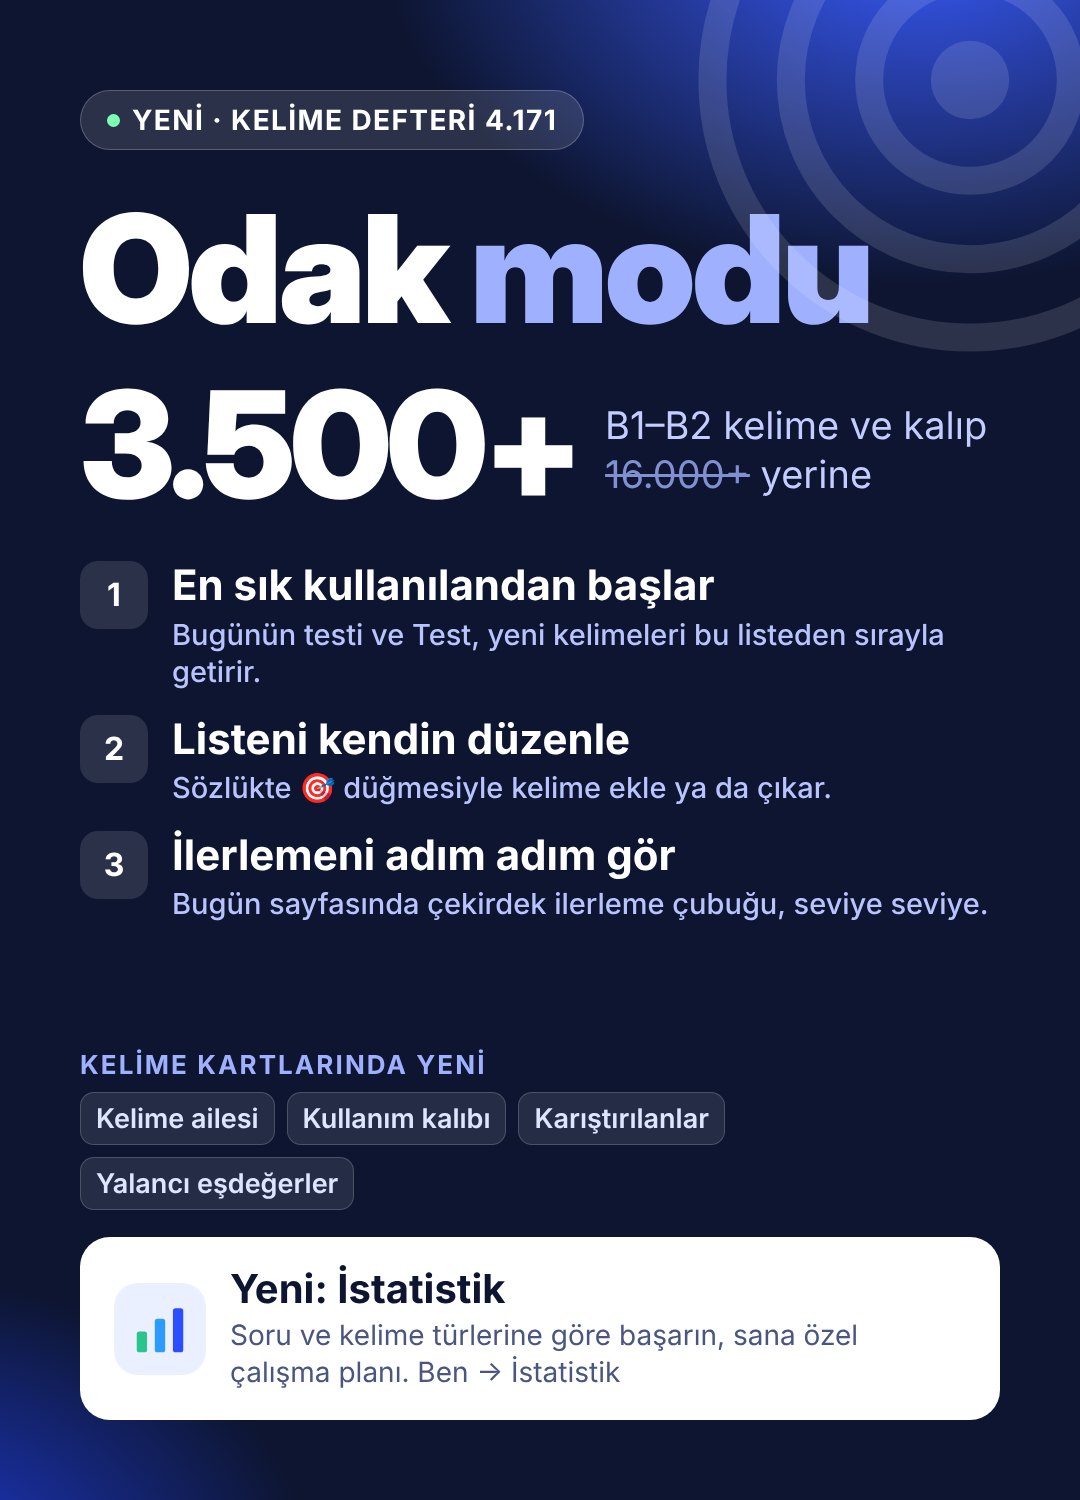 YENİ · KELİME DEFTERİ 4.171
Odak modu
3.500+
B1–B2 kelime ve kalıp
16.000+ yerine
1
En sık kullanılandan başlar
Bugünün testi ve Test, yeni kelimeleri bu listeden sırayla
getirir.
2
Listeni kendin düzenle
Sözlükte 🎯 düğmesiyle kelime ekle ya da çıkar.
3
İlerlemeni adım adım gör
Bugün sayfasında çekirdek ilerleme çubuğu, seviye seviye.
KELİME KARTLARINDA YENİ
Kelime ailesi
Kullanım kalıbı
Karıştırılanlar
Yalancı eşdeğerler
Yeni: İstatistik
Soru ve kelime türlerine göre başarın, sana özel
çalışma planı. Ben → İstatistik